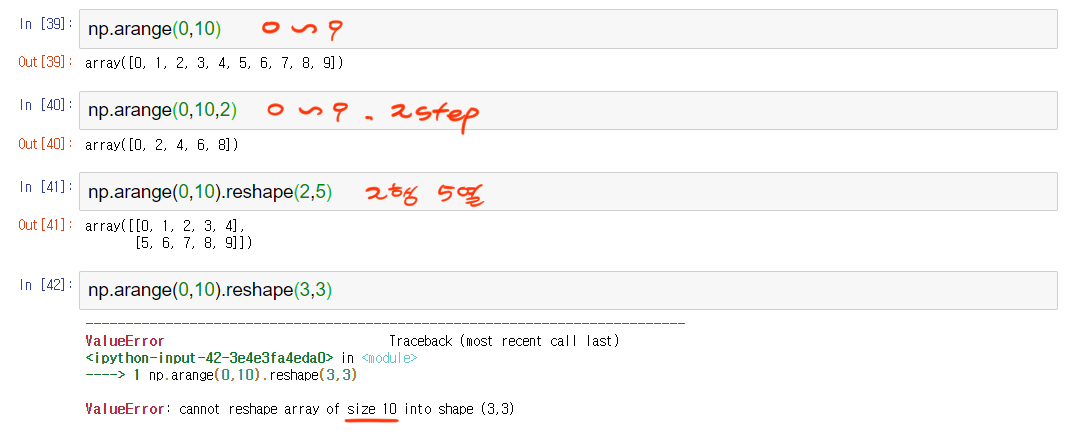 In [39]: np.arange(0,10) 0 ~ 9
Out[39]: array([0, 1, 2, 3, 4, 5, 6, 7, 8, 9])
In [40]: np.arange(0,10,2) 0 ~ 9 . 2step
Out[40]: array([0, 2, 4, 6, 8])
In [41]: np.arange(0,10).reshape(2,5) 2행 5열
Out[41]: array([[0, 1, 2, 3, 4],
[5, 6, 7, 8, 9]])
In [42]: np.arange(0,10).reshape(3,3)
---------------------------------------------------------------------------
ValueError Traceback (most recent call last)
<ipython-input-42-3e4e3fa4eda0> in <module>
----> 1 np.arange(0,10).reshape(3,3)
ValueError: cannot reshape array of size 10 into shape (3,3)